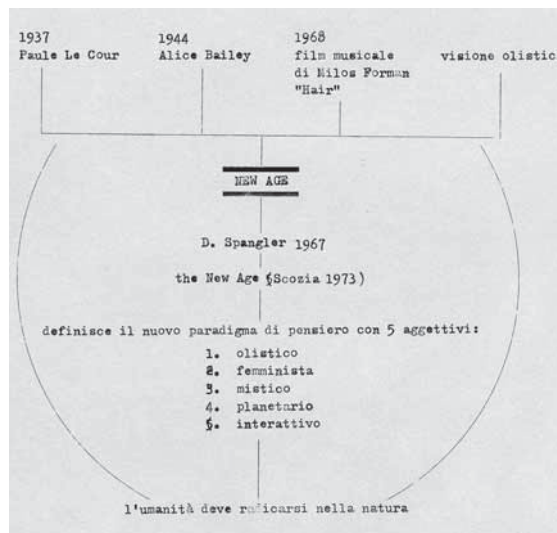 1937
Paule Le Cour
1944
Alice Bailey
1968
film musicale
di Milos Forman
"Hair"
visione olistic
NEW AGE
D. Spangler 1967
the New Age (Scozia 1973)
definisce il nuovo paradigma di pensiero con 5 aggettivi:
1. olistico
2. femminista
3. mistico
4. planetario
5. interattivo
l'umanità deve radicarsi nella natura